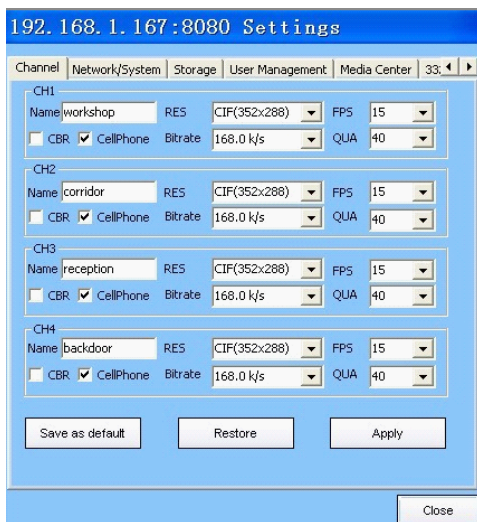 192.168.1.167:8080 Settings
Channel Network/System Storage User Management Media Center
CH1
Name workshop RES CIF(352x288) FPS 15
CBR CellPhone Bitrate 168.0 k/s QUA 40
CH2
Name corridor RES CIF(352x288) FPS 15
CBR CellPhone Bitrate 168.0 k/s QUA 40
CH3
Name reception RES CIF(352x288) FPS 15
CBR CellPhone Bitrate 168.0 k/s QUA 40
CH4
Name backdoor RES CIF(352x288) FPS 15
CBR CellPhone Bitrate 168.0 k/s QUA 40
Save as default Restore Apply
Close